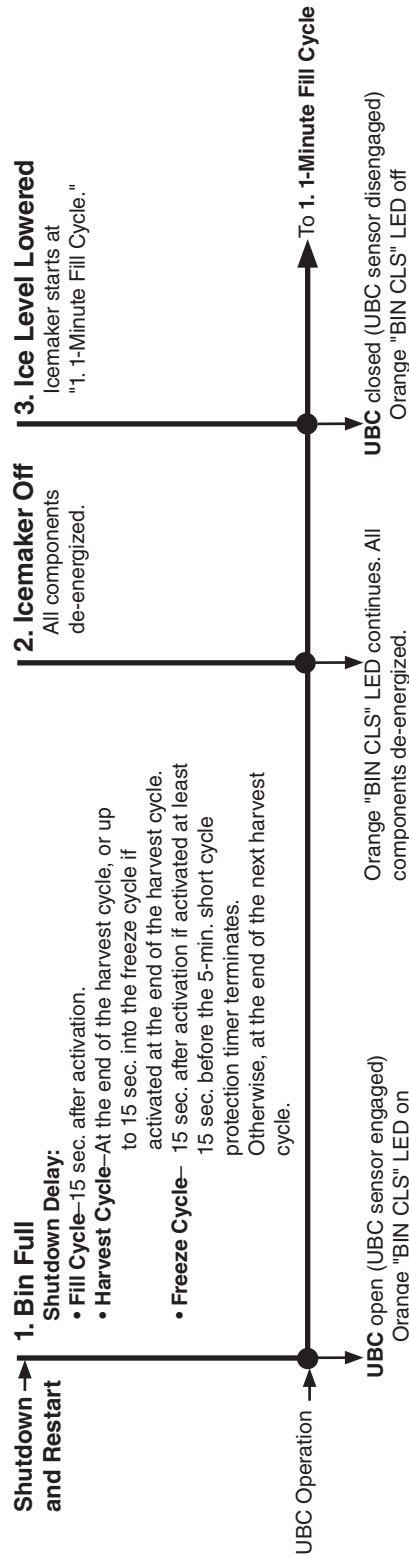 Shutdown
and Restart
1. Bin Full
Shutdown Delay:
• Fill Cycle–15 sec. after activation.
• Harvest Cycle–At the end of the harvest cycle, or up
to 15 sec. into the freeze cycle if
activated at the end of the harvest cycle.
• Freeze Cycle– 15 sec. after activation if activated at least
15 sec. before the 5-min. short cycle
protection timer terminates.
Otherwise, at the end of the next harvest
cycle.
2. Icemaker Off
All components
de-energized.
3. Ice Level Lowered
Icemaker starts at
"1. 1-Minute Fill Cycle."
UBC Operation
To 1. 1-Minute Fill Cycle
UBC open (UBC sensor engaged)
Orange "BIN CLS" LED on
Orange "BIN CLS" LED continues. All
components de-energized.
UBC closed (UBC sensor disengaged)
Orange "BIN CLS" LED off